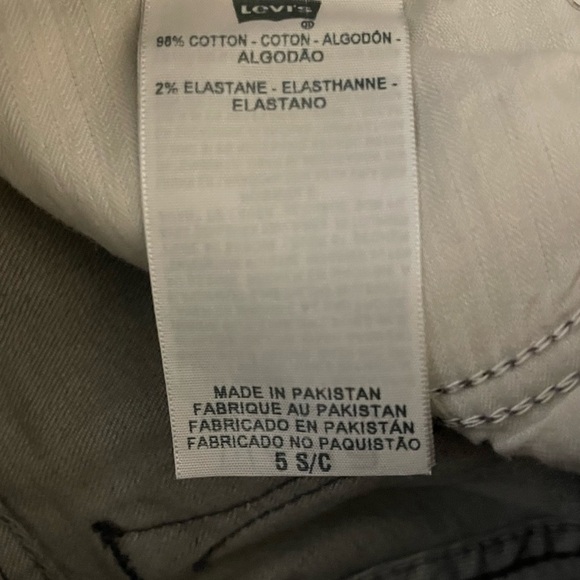 Levi's
98% COTTON - COTON - ALGODÓN -
ALGODÃO
2% ELASTANE - ELASTHANNE -
ELASTANO
MADE IN PAKISTAN
FABRIQUE AU PAKISTAN
FABRICADO EN PAKISTÁN
FABRICADO NO PAQUISTÃO
5 S/C